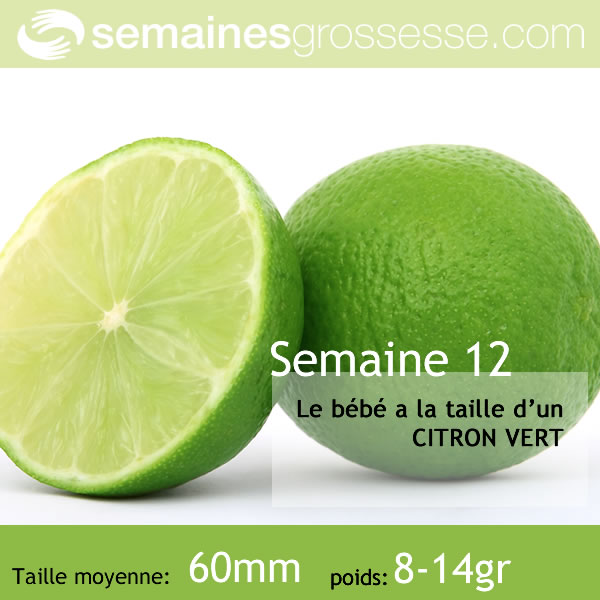 semainesgrossesse.com
Semaine 12
Le bébé a la taille d’un
CITRON VERT
Taille moyenne: 60mm poids: 8-14gr